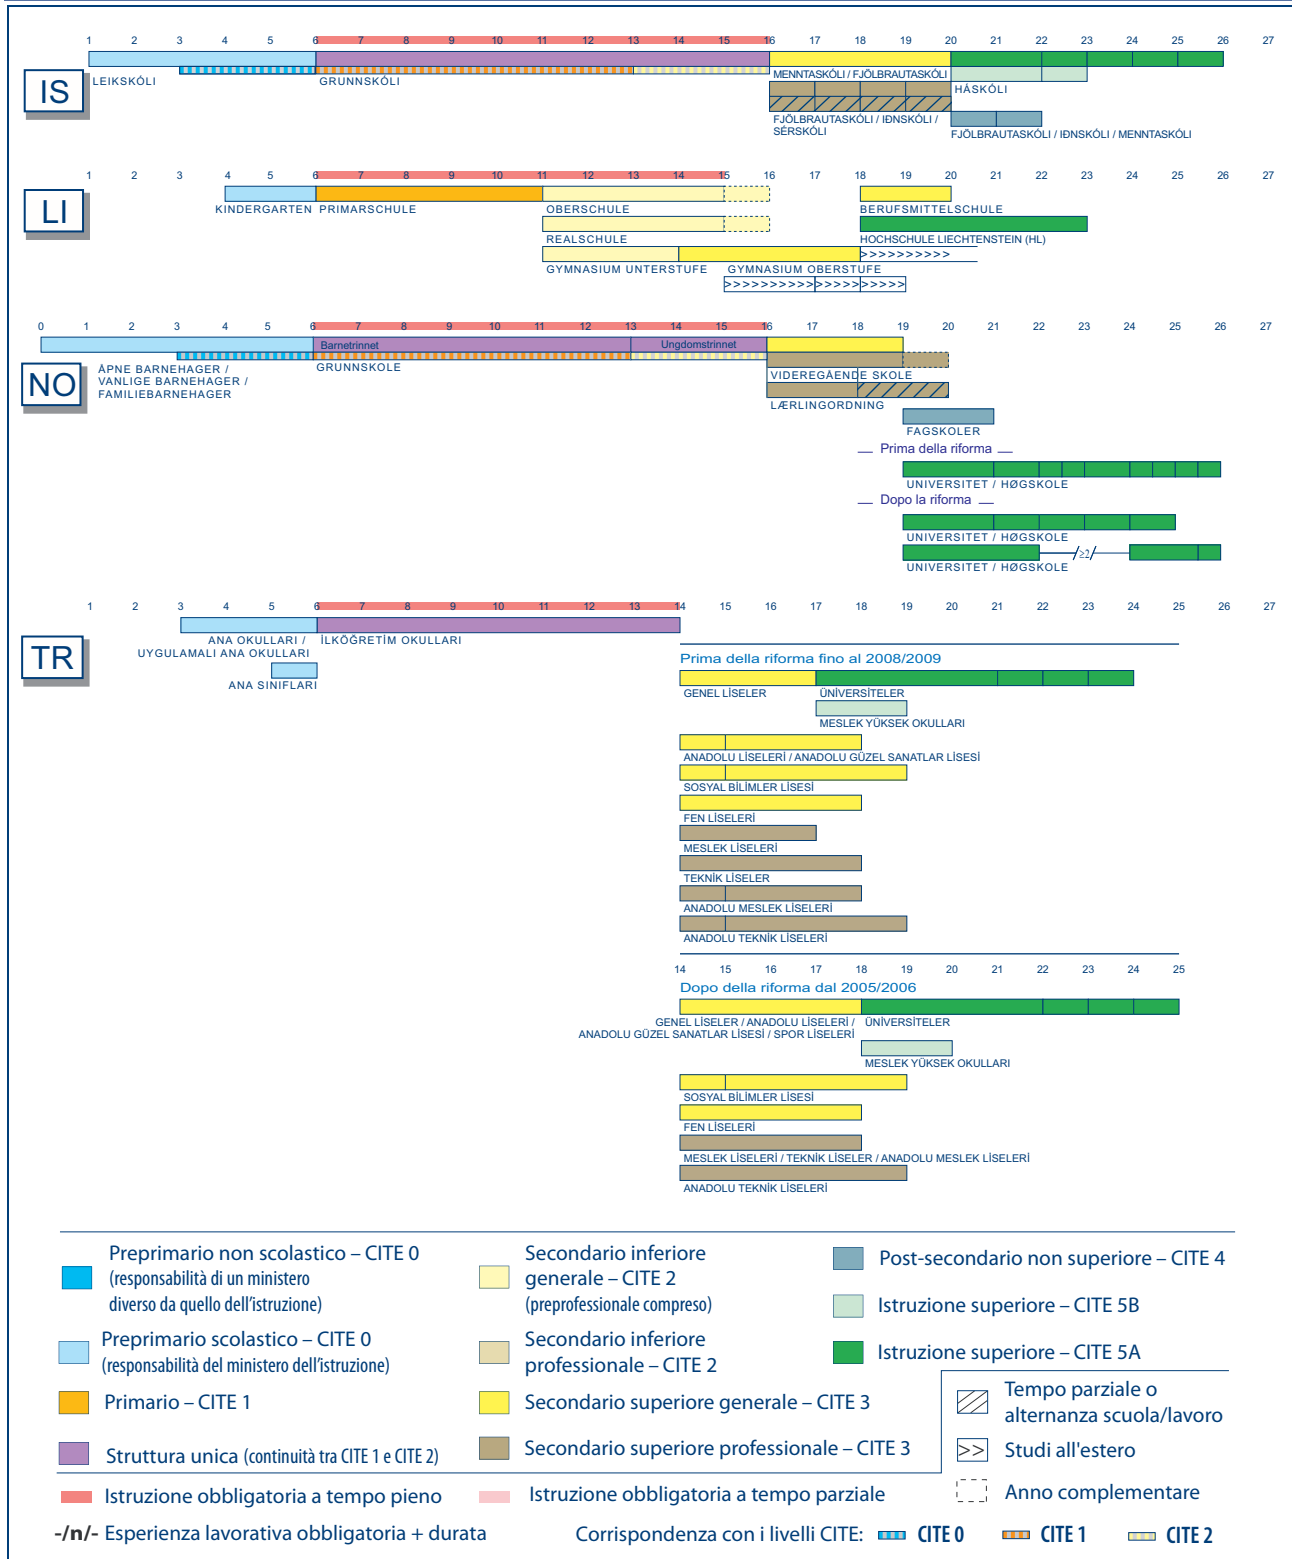 1 2 3 4 5 6 7 8 9 10 11 12 13 14 15 16 17 18 19 20 21 22 23 24 25 26 27
IS
LEIKSKÓLI
GRUNNSKÓLI
MENNTASKÓLI / FJÖLBRAUTASKÓLI
HÁSKÓLI
FJÖLBRAUTASKÓLI / IÐNSKÓLI /
SÉRSKÓLI
FJÖLBRAUTASKÓLI / IÐNSKÓLI / MENNTASKÓLI
1 2 3 4 5 6 7 8 9 10 11 12 13 14 15 16 17 18 19 20 21 22 23 24 25 26 27
LI
KINDERGARTEN PRIMARSCHULE
OBERSCHULE
BERUFSMITTELSCHULE
REALSCHULE
HOCHSCHULE LIECHTENSTEIN (HL)
>>>>>>>>>>
GYMNASIUM UNTERSTUFE
GYMNASIUM OBERSTUFE
>>>>>>>>>> >>>>> >>>>>
0 1 2 3 4 5 6 7 8 9 10 11 12 13 14 15 16 17 18 19 20 21 22 23 24 25 26 27
NO
Barnetrinnet
Ungdomstrinnet
ÅPNE BARNEHAGER /
VANLIGE BARNEHAGER /
FAMILIEBARNEHAGER
GRUNNSKOLE
VIDEREGÅENDE SKOLE
LÆRLINGORDNING
FAGSKOLER
Prima della riforma
UNIVERSITET / HØGSKOLE
Dopo la riforma
UNIVERSITET / HØGSKOLE
≥2
UNIVERSITET / HØGSKOLE
1 2 3 4 5 6 7 8 9 10 11 12 13 14 15 16 17 18 19 20 21 22 23 24 25 26 27
TR
ANA OKULLARI /
UYGULAMALI ANA OKULLARI
İLKÖĞRETİM OKULLARI
ANA SINIFLARI
Prima della riforma fino al 2008/2009
GENEL LİSELER
ÜNİVERSİTELER
MESLEK YÜKSEK OKULLARI
ANADOLU LİSELERİ / ANADOLU GÜZEL SANATLAR LİSESİ
SOSYAL BİLİMLER LİSESİ
FEN LİSELERİ
MESLEK LİSELERİ
TEKNİK LİSELER
ANADOLU MESLEK LİSELERİ
ANADOLU TEKNİK LİSELERİ
14 15 16 17 18 19 20 21 22 23 24 25
Dopo della riforma dal 2005/2006
GENEL LİSELER / ANADOLU LİSELERİ /
ANADOLU GÜZEL SANATLAR LİSESİ / SPOR LİSELERİ
ÜNİVERSİTELER
MESLEK YÜKSEK OKULLARI
SOSYAL BİLİMLER LİSESİ
FEN LİSELERİ
MESLEK LİSELERİ / TEKNİK LİSELER / ANADOLU MESLEK LİSELERİ
ANADOLU TEKNİK LİSELERİ
Preprimario non scolastico – CITE 0
(responsabilità di un ministero
diverso da quello dell'istruzione)
Preprimario scolastico – CITE 0
(responsabilità del ministero dell'istruzione)
Primario – CITE 1
Struttura unica (continuità tra CITE 1 e CITE 2)
Secondario inferiore
generale – CITE 2
(preprofessionale compreso)
Secondario inferiore
professionale – CITE 2
Secondario superiore generale – CITE 3
Secondario superiore professionale – CITE 3
Post-secondario non superiore – CITE 4
Istruzione superiore – CITE 5B
Istruzione superiore – CITE 5A
Tempo parziale o
alternanza scuola/lavoro
>> Studi all'estero
Istruzione obbligatoria a tempo pieno
Istruzione obbligatoria a tempo parziale
Anno complementare
-/n/- Esperienza lavorativa obbligatoria + durata
Corrispondenza con i livelli CITE: CITE 0 CITE 1 CITE 2